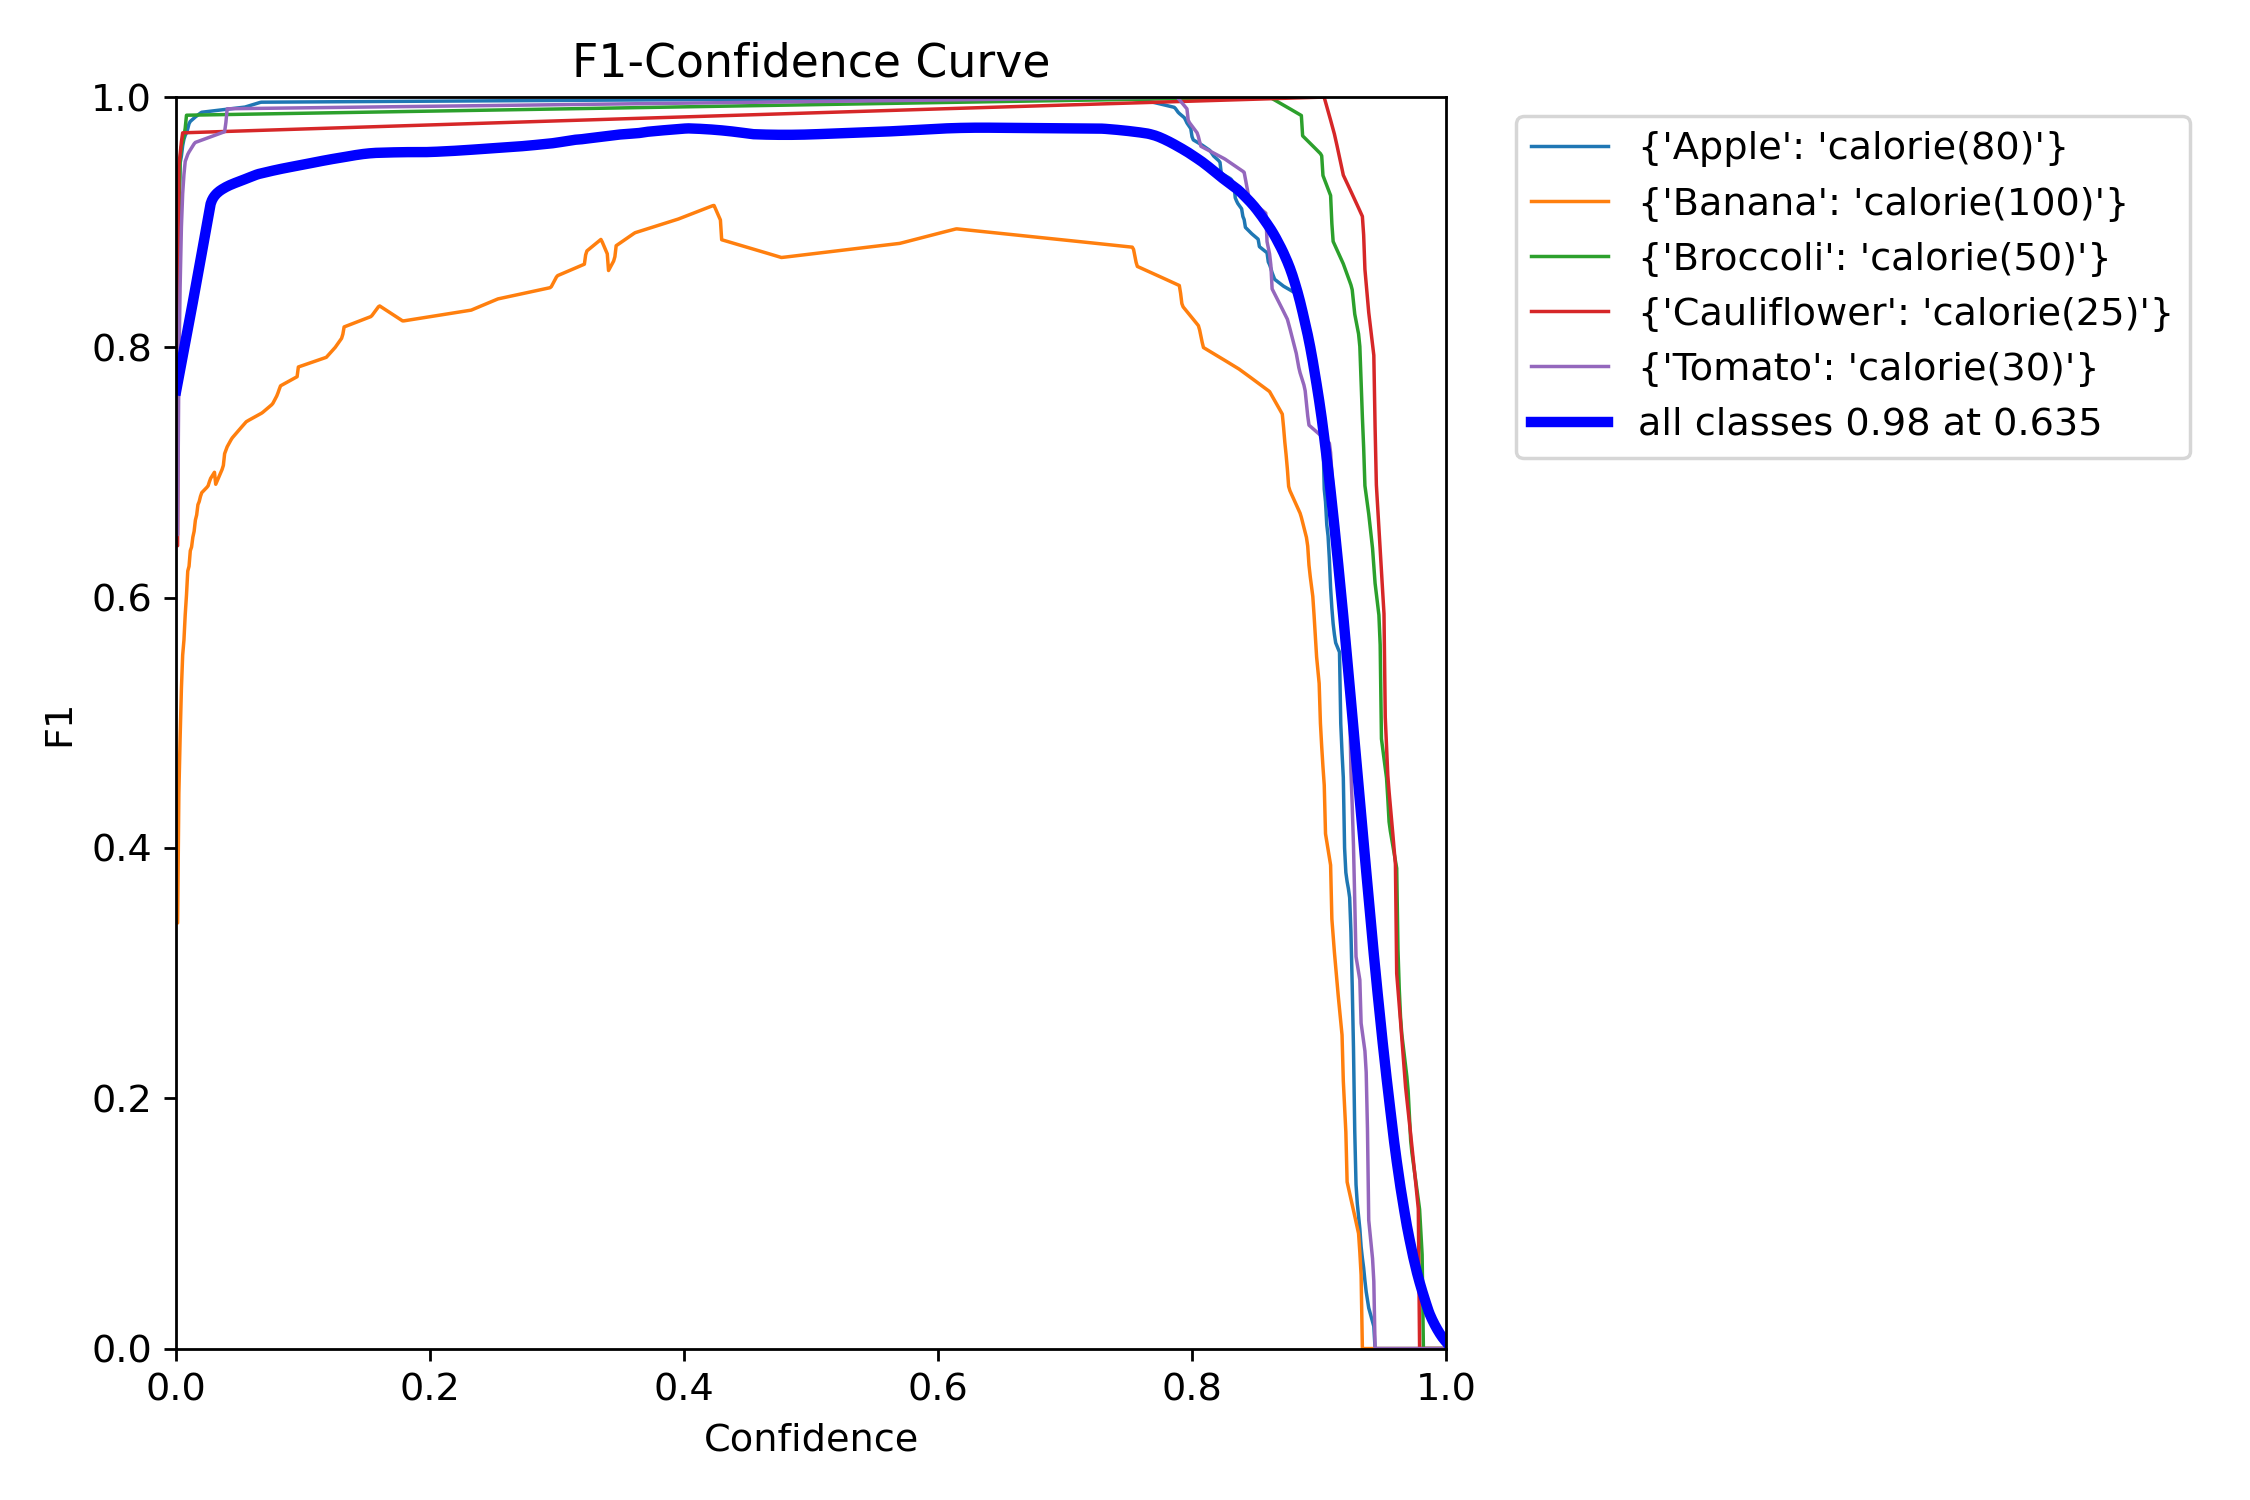 F1-Confidence Curve
1.0
0.8
0.6
0.4
0.2
0.0
F1
0.0 0.2 0.4 0.6 0.8 1.0
Confidence
{'Apple': 'calorie(80)'}
{'Banana': 'calorie(100)'}
{'Broccoli': 'calorie(50)'}
{'Cauliflower': 'calorie(25)'}
{'Tomato': 'calorie(30)'}
all classes 0.98 at 0.635